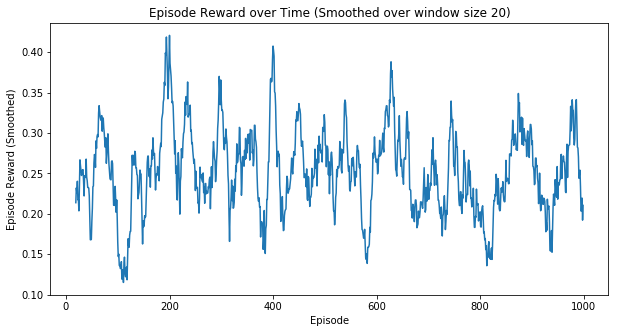 Episode Reward over Time (Smoothed over window size 20)
Episode Reward (Smoothed)
0.40
0.35
0.30
0.25
0.20
0.15
0.10
0 200 400 600 800 1000
Episode